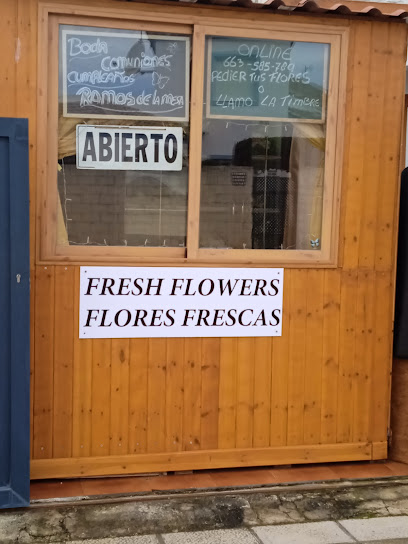 Boda
comuniones
cumpleaños
Ramos de la mesa
ONLINE
663-585-780
PEDIER TUS FLORES
O
LLAMO LA TIMBRE
ABIERTO
FRESH FLOWERS
FLORES FRESCAS